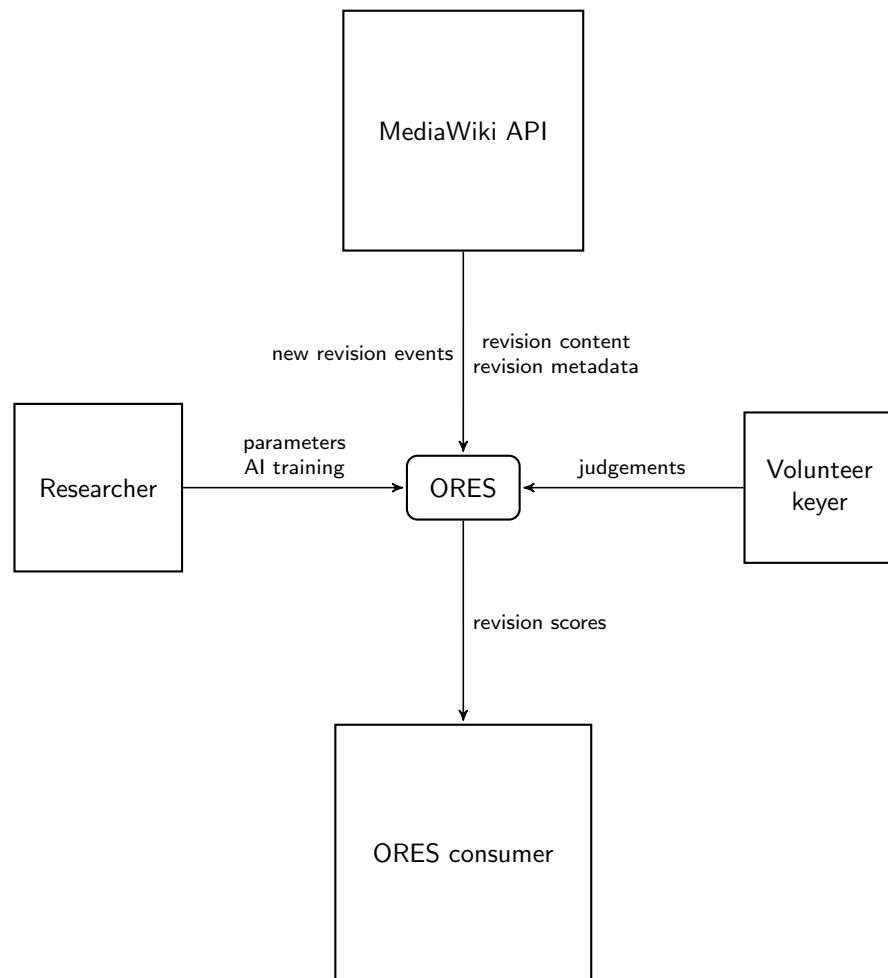 MediaWiki API
new revision events
revision content
revision metadata
parameters
AI training
Researcher
ORES
judgements
Volunteer
keyer
revision scores
ORES consumer